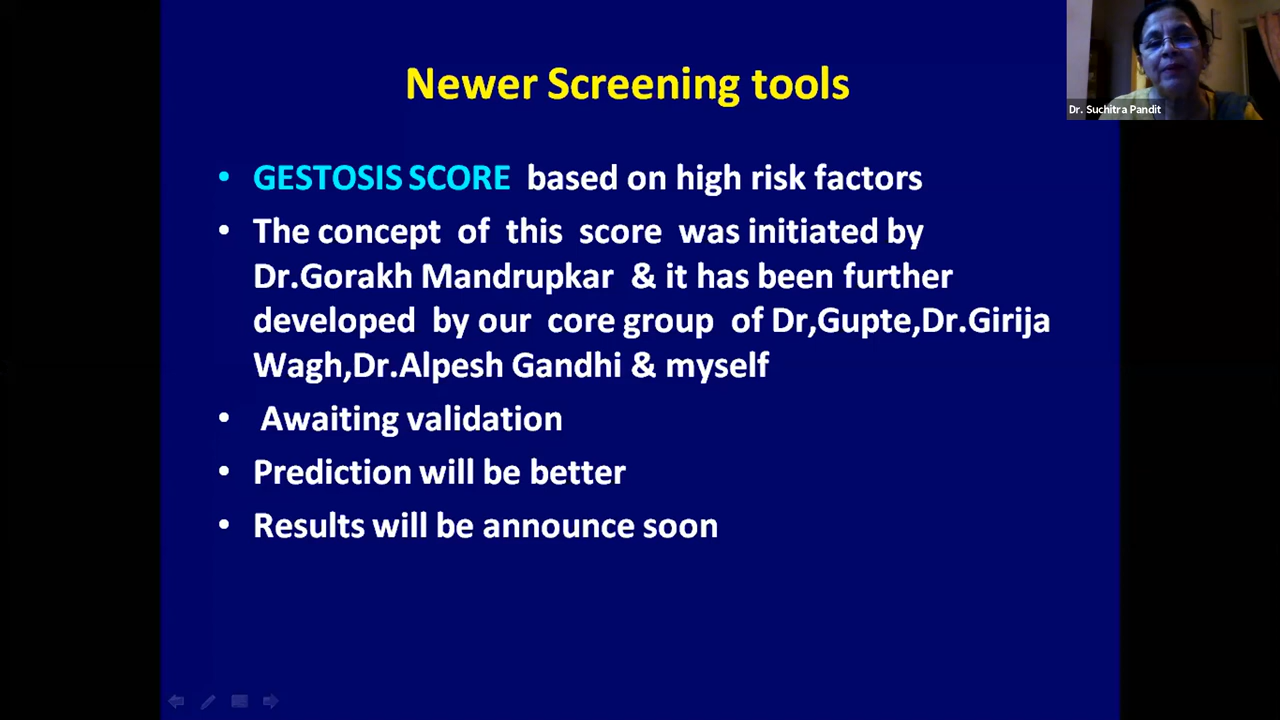 Newer Screening tools
Dr. Suchitra Pandit
• GESTOSIS SCORE based on high risk factors
• The concept of this score was initiated by
Dr.Gorakh Mandrupkar & it has been further
developed by our core group of Dr,Gupte,Dr.Girija
Wagh,Dr.Alpesh Gandhi & myself
• Awaiting validation
• Prediction will be better
• Results will be announce soon